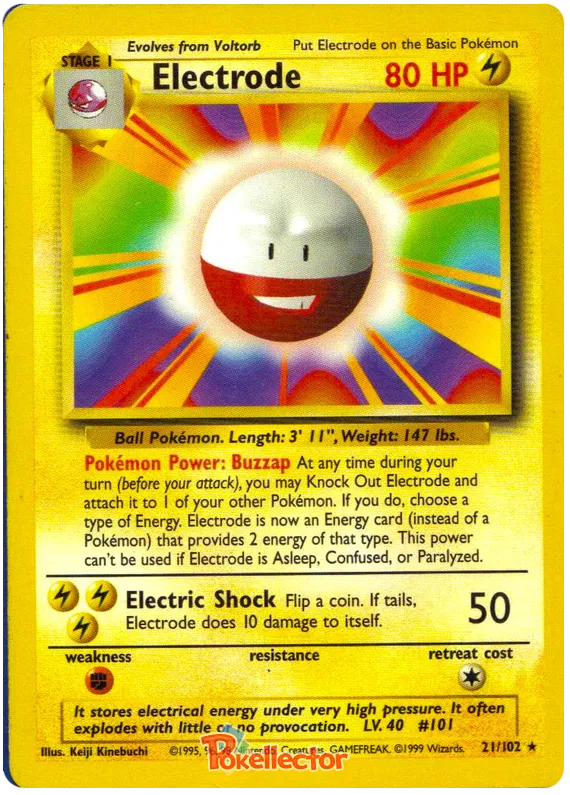 Evolves from Voltorb Put Electrode on the Basic Pokémon
STAGE 1
Electrode 80 HP
Ball Pokémon. Length: 3' 11", Weight: 147 lbs.
Pokémon Power: Buzzap At any time during your
turn (before your attack), you may Knock Out Electrode and
attach it to 1 of your other Pokémon. If you do, choose a
type of Energy. Electrode is now an Energy card (instead of a
Pokémon) that provides 2 energy of that type. This power
can't be used if Electrode is Asleep, Confused, or Paralyzed.
Electric Shock Flip a coin. If tails, 50
Electrode does 10 damage to itself.
weakness resistance retreat cost
It stores electrical energy under very high pressure. It often
explodes with little or no provocation. LV. 40 #101
Illus. Keiji Kinebuchi ©1995, 96, 98 Nintendo, Creatures, GAMEFREAK. ©1999 Wizards. 21/102 ★
Pokellector